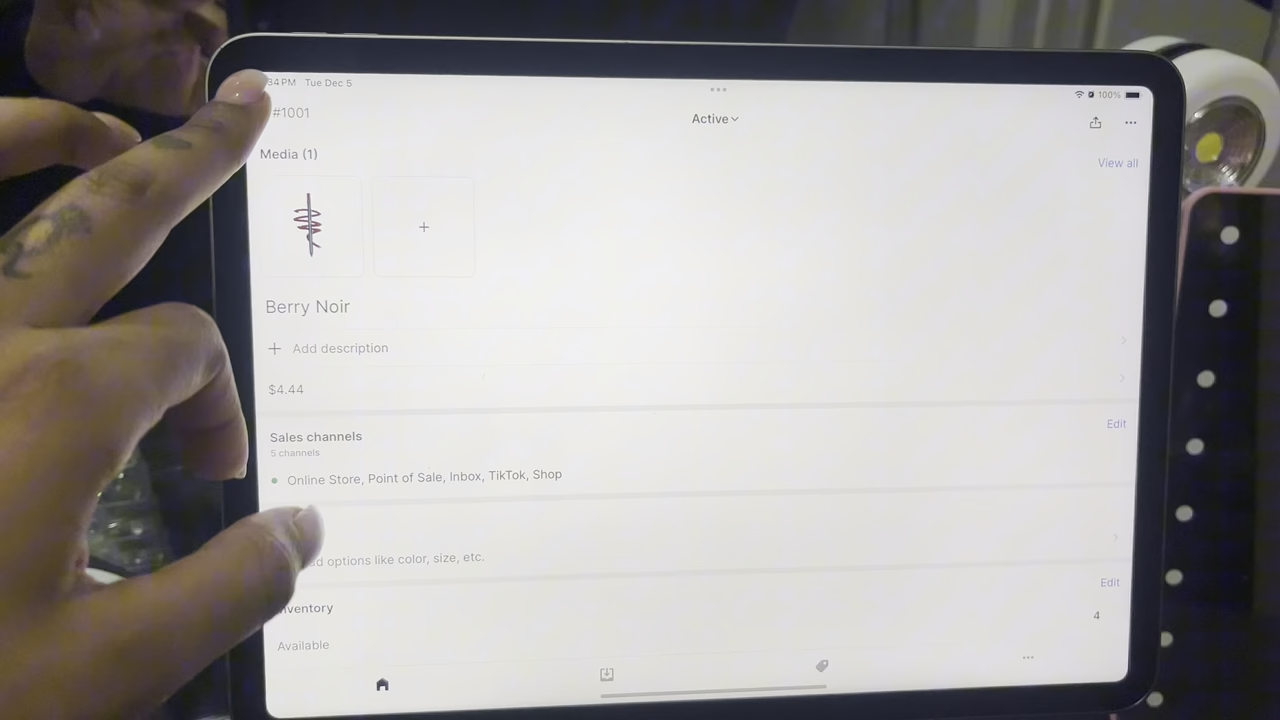 34 PM Tue Dec 5
100%
#1001
Active
Media (1)
View all
+
Berry Noir
+ Add description
$4.44
Sales channels
Edit
5 channels
Online Store, Point of Sale, Inbox, TikTok, Shop
options like color, size, etc.
Edit
4
Available